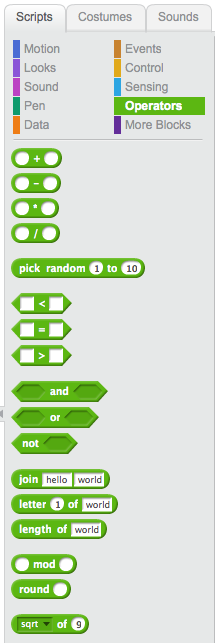 Scripts Costumes Sounds
Motion Events
Looks Control
Sound Sensing
Pen Operators
Data More Blocks
+
-
*
/
pick random 1 to 10
<
=
>
and
or
not
join hello world
letter 1 of world
length of world
mod
round
sqrt of 9